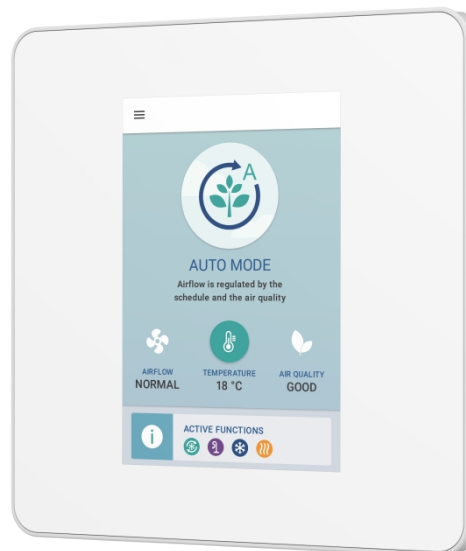 A
AUTO MODE
Airflow is regulated by the
schedule and the air quality
AIRFLOW
NORMAL
TEMPERATURE
18 °C
AIR QUALITY
GOOD
i
ACTIVE FUNCTIONS